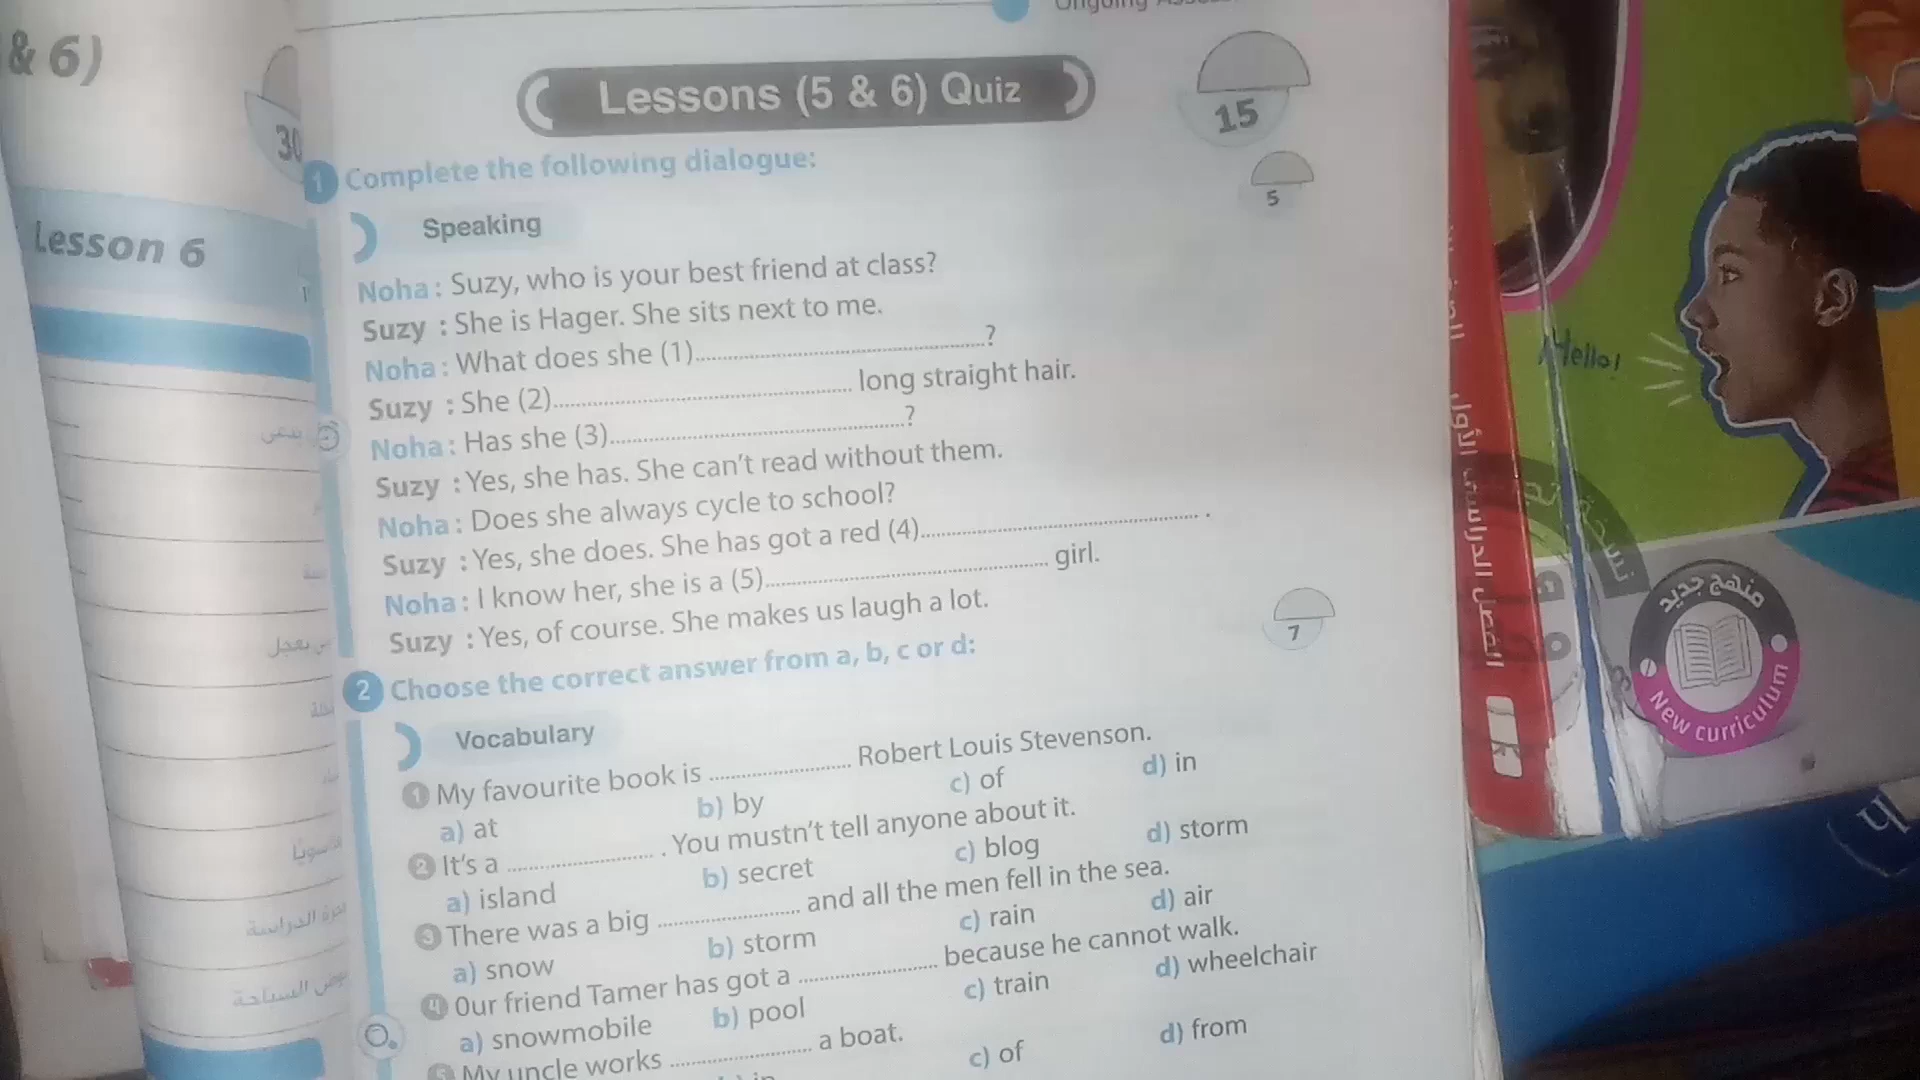 & 6)
30
Lesson 6
Lessons (5 & 6) Quiz
15
1 Complete the following dialogue:
5
Speaking
Noha : Suzy, who is your best friend at class?
Suzy : She is Hager. She sits next to me.
Noha : What does she (1)....................?
Suzy : She (2).................... long straight hair.
Noha : Has she (3)....................?
Suzy : Yes, she has. She can't read without them.
Noha : Does she always cycle to school?
Suzy : Yes, she does. She has got a red (4).................... .
Noha : I know her, she is a (5).................... girl.
Suzy : Yes, of course. She makes us laugh a lot.
7
2 Choose the correct answer from a, b, c or d:
Vocabulary
1 My favourite book is .................... Robert Louis Stevenson.
a) at b) by c) of d) in
2 It's a .................... . You mustn't tell anyone about it.
a) island b) secret c) blog d) storm
3 There was a big .................... and all the men fell in the sea.
a) snow b) storm c) rain d) air
4 Our friend Tamer has got a .................... because he cannot walk.
a) snowmobile b) pool c) train d) wheelchair
5 My uncle works .................... a boat.
c) of d) from
Hello!
الفصل الدراسى الأول
منهج جديد
New curriculum